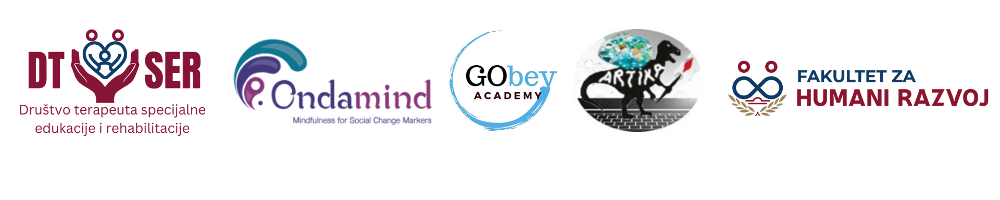 DT SER
Društvo terapeuta specijalne
edukacije i rehabilitacije
Ondamind
Mindfulness for Social Change Markers
GObey
ACADEMY
ARTIKA
FAKULTET ZA
HUMANI RAZVOJ